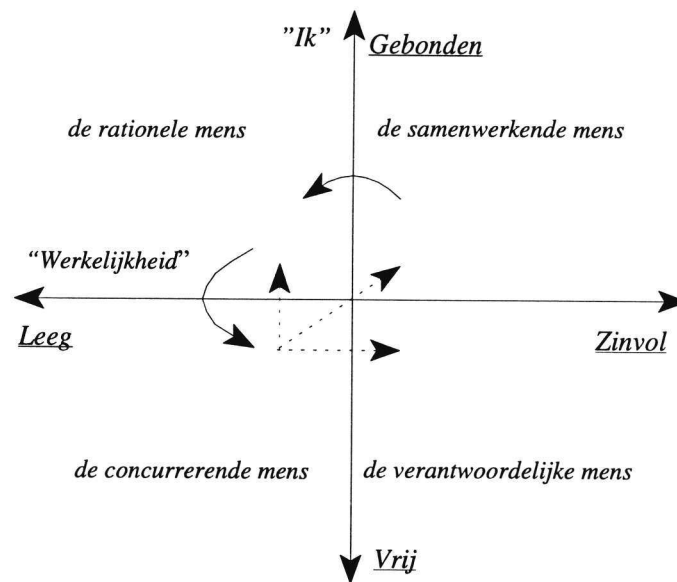 ”Ik”
Gebonden
de rationele mens
de samenwerkende mens
“Werkelijkheid”
Leeg
Zinvol
de concurrerende mens
de verantwoordelijke mens
Vrij